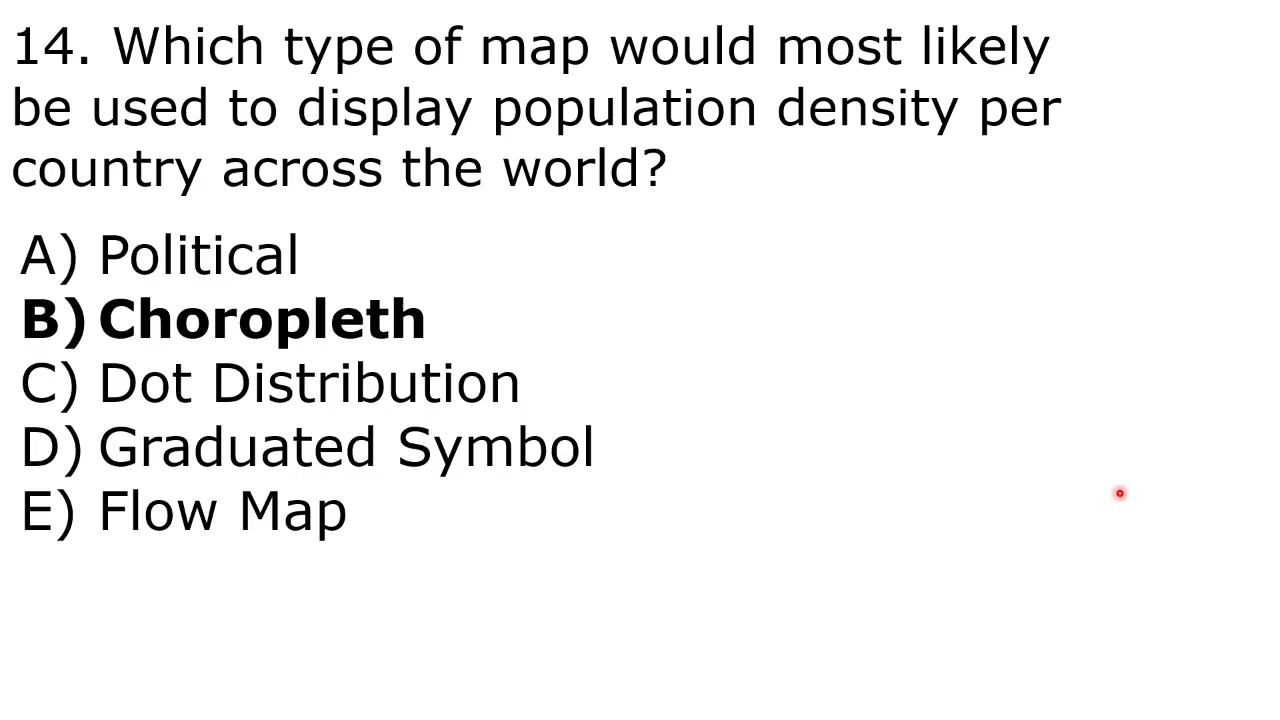 14. Which type of map would most likely
be used to display population density per
country across the world?
A) Political
B) Choropleth
C) Dot Distribution
D) Graduated Symbol
E) Flow Map